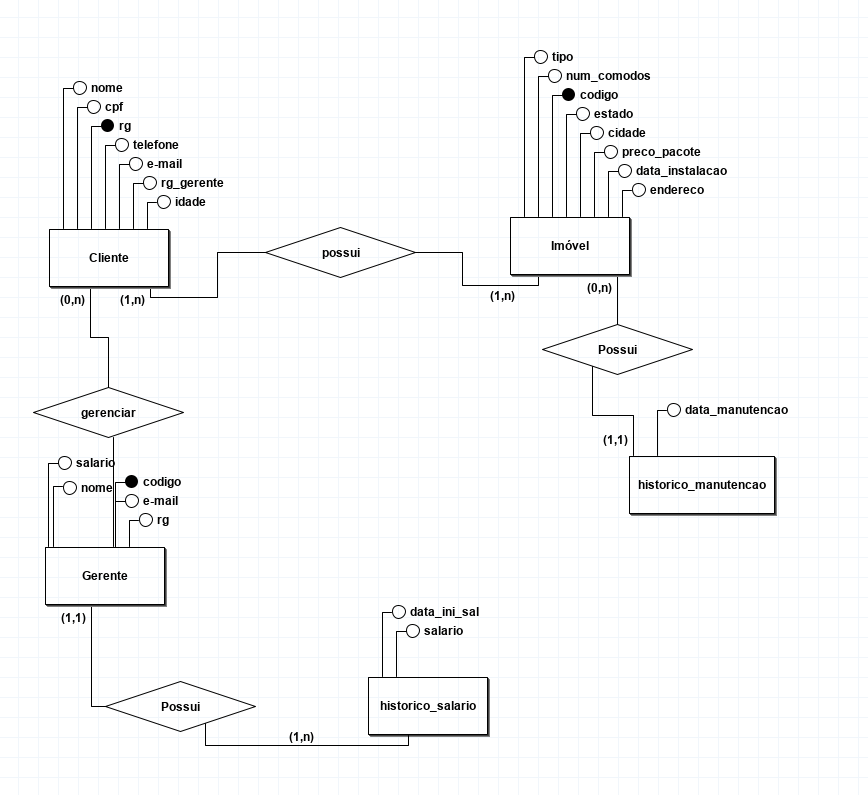 nome
cpf
rg
telefone
e-mail
rg_gerente
idade
Cliente
(0,n)
(1,n)
possui
tipo
num_comodos
codigo
estado
cidade
preco_pacote
data_instalacao
endereco
Imóvel
(1,n)
(0,n)
Possui
(1,1)
data_manutencao
historico_manutencao
gerenciar
salario
nome
codigo
e-mail
rg
Gerente
(1,1)
Possui
(1,n)
data_ini_sal
salario
historico_salario